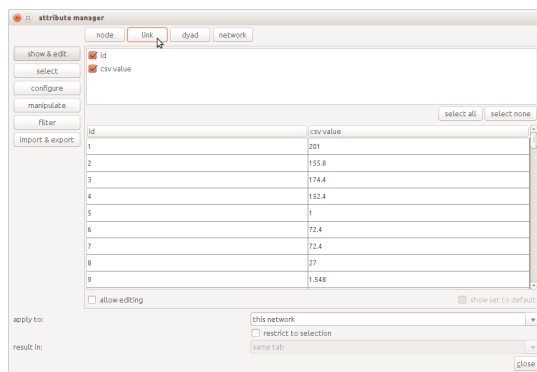 attribute manager
node link dyad network
show & edit
select
configure
manipulate
filter
import & export
id
csv value
select all select none
id csv value
1 201
2 155.8
3 174.4
4 152.4
5 1
6 72.4
7 72.4
8 27
9 1.548
allow editing show set to default
apply to: this network
restrict to selection
result in: same tab
close